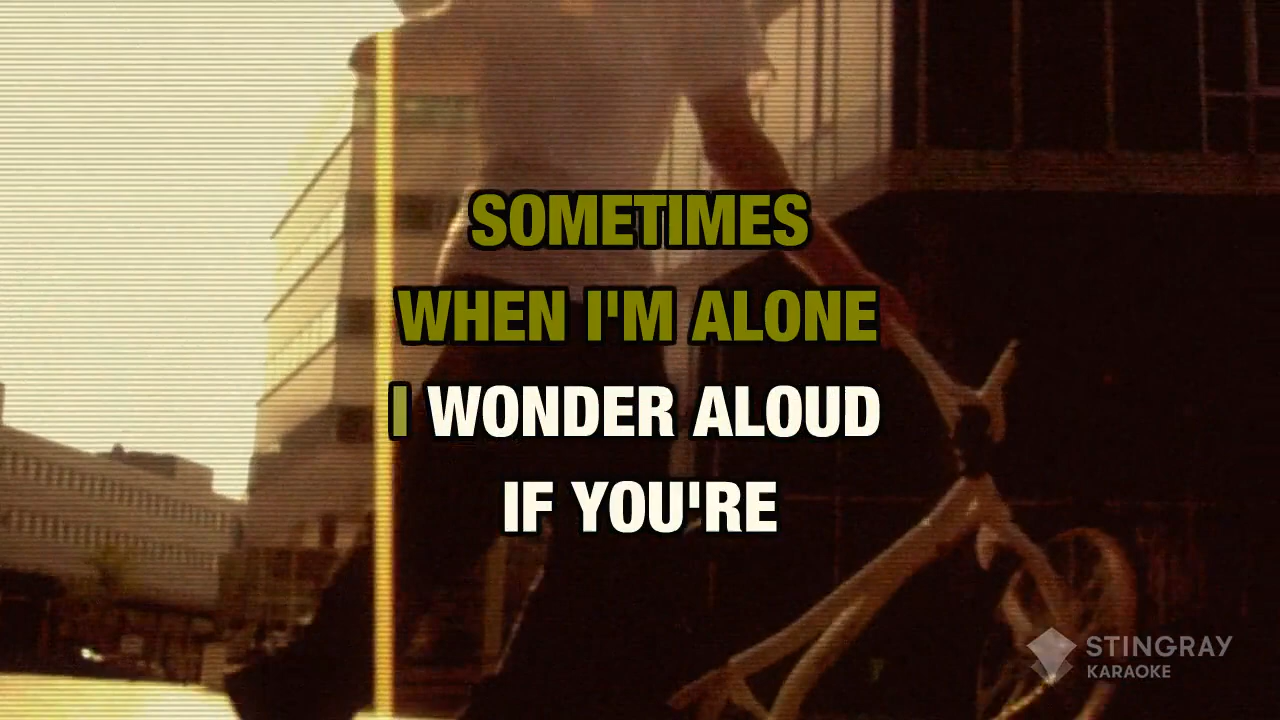 SOMETIMES
WHEN I'M ALONE
I WONDER ALOUD
IF YOU'RE
STINGRAY
KARAOKE